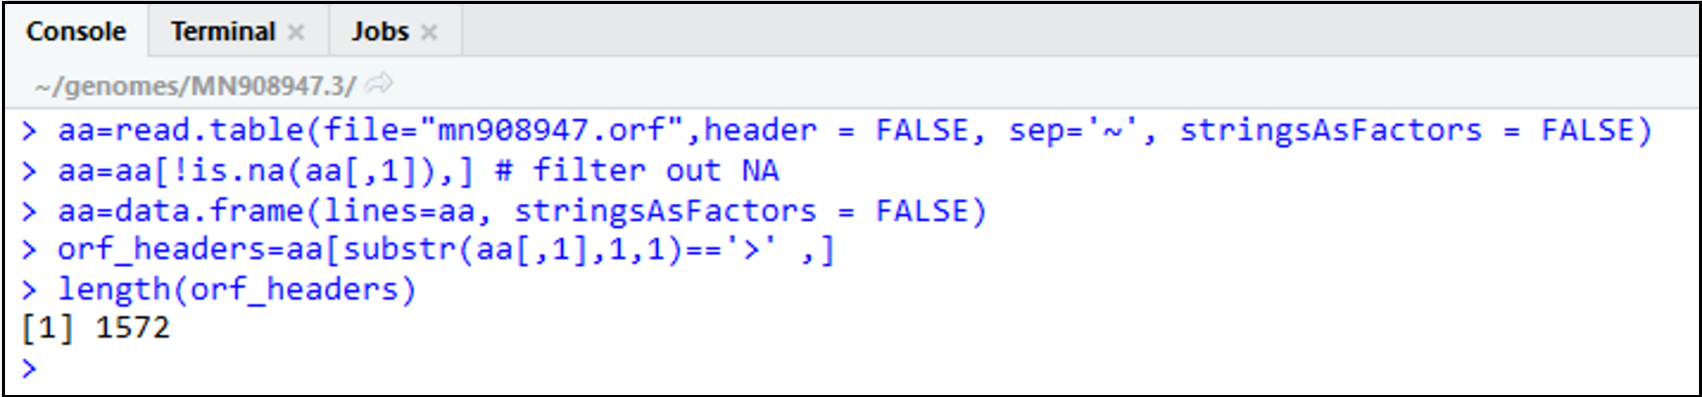 Console Terminal × Jobs ×
~/genomes/MN908947.3/
> aa=read.table(file="mn908947.orf",header = FALSE, sep='~', stringsAsFactors = FALSE)
> aa=aa[!is.na(aa[,1]),] # filter out NA
> aa=data.frame(lines=aa, stringsAsFactors = FALSE)
> orf_headers=aa[substr(aa[,1],1,1)=='>' ,]
> length(orf_headers)
[1] 1572
>